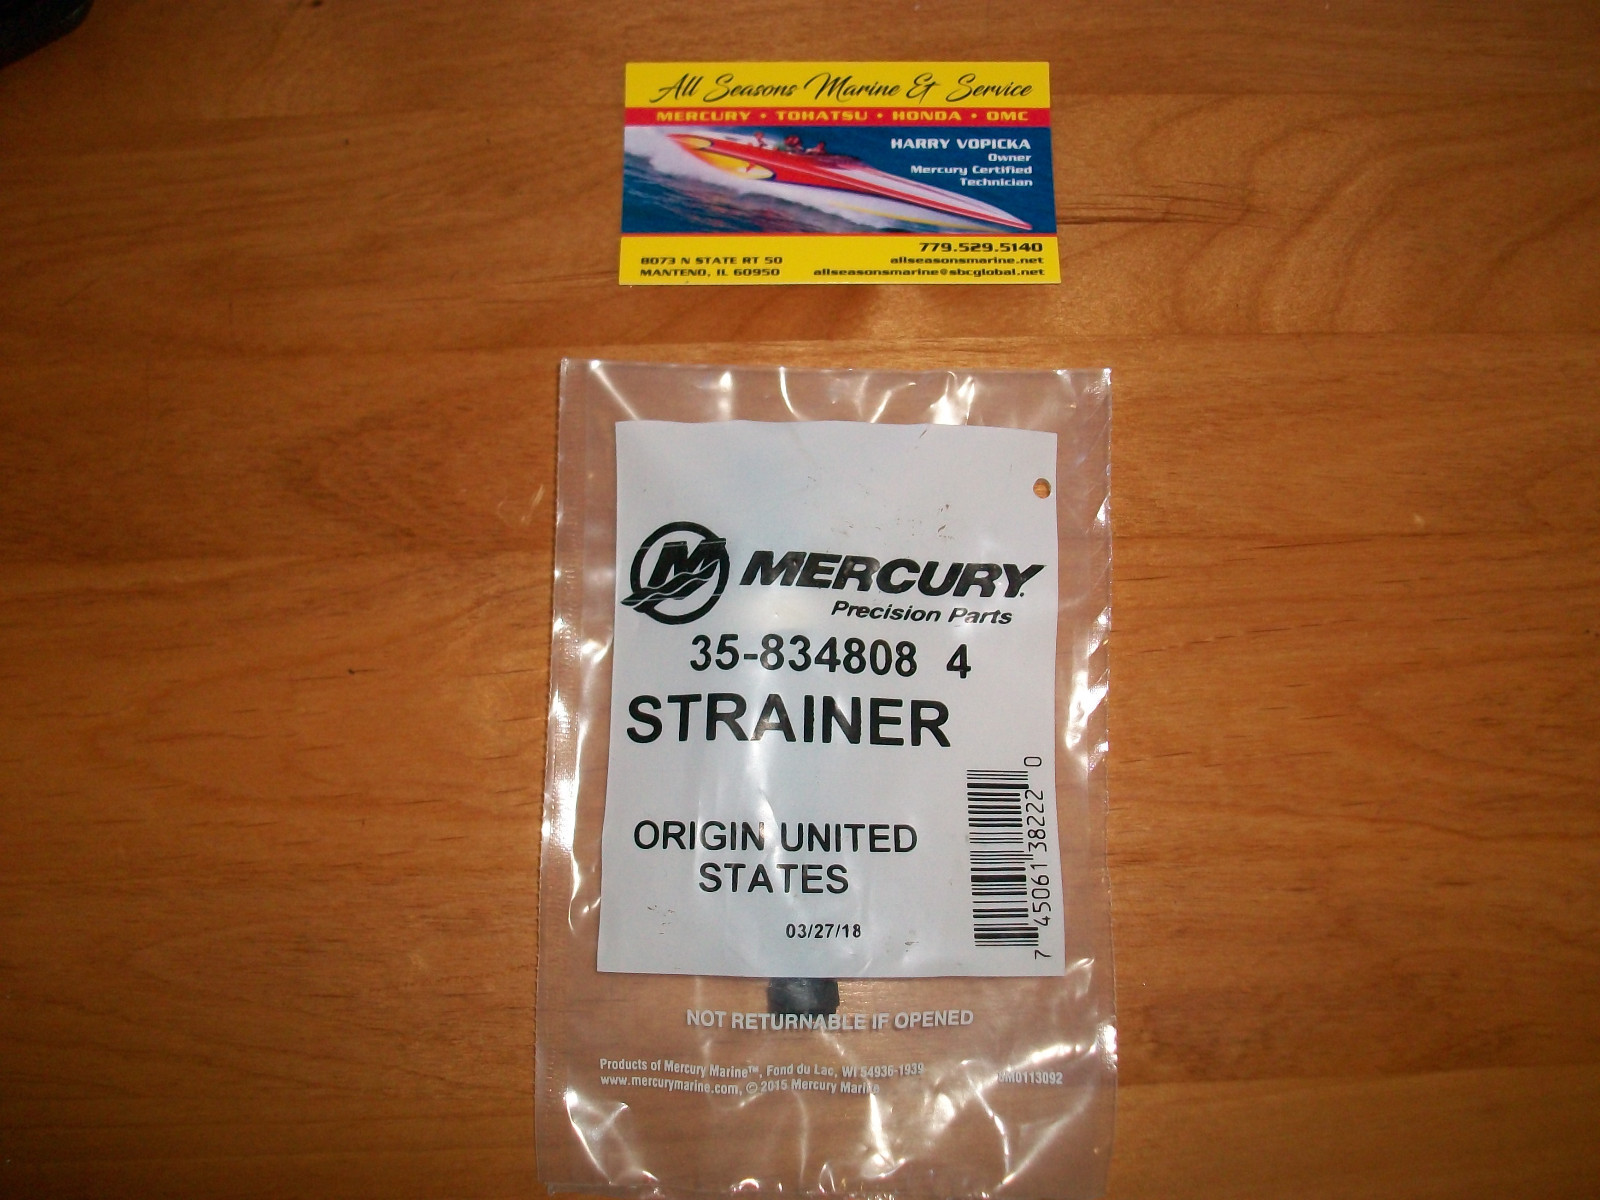 All Seasons Marine & Service
MERCURY • TOHATSU • HONDA • OMC
HARRY VOPICKA
Owner
Mercury Certified
Technician
779.529.5140
8073 N STATE RT 50
allseasonsmarine.net
MANTENO, IL 60950
allseasonsmarine@sbcglobal.net
M MERCURY
Precision Parts
35-834808 4
STRAINER
ORIGIN UNITED
STATES
03/27/18
7 45061 38222 0
NOT RETURNABLE IF OPENED
Products of Mercury Marine™, Fond du Lac, WI 54936-1939
www.mercurymarine.com, © 2015 Mercury Marine